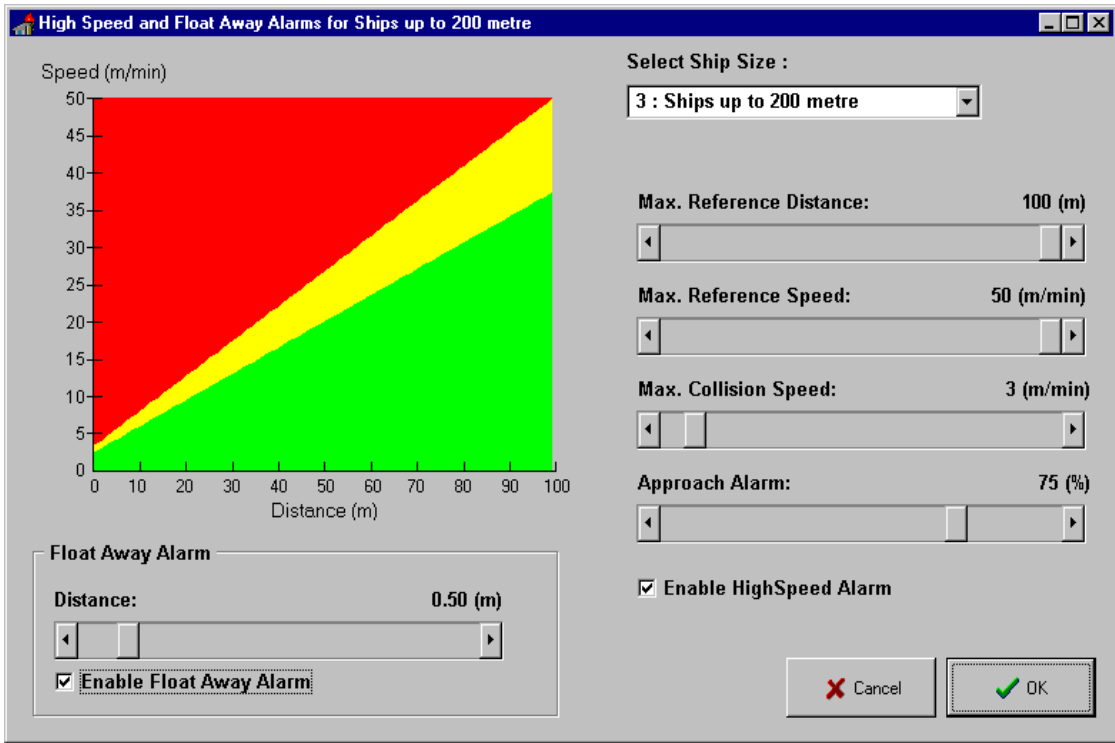 High Speed and Float Away Alarms for Ships up to 200 metre
Speed (m/min)
50
45
40
35
30
25
20
15
10
5
0
0 10 20 30 40 50 60 70 80 90 100
Distance (m)
Select Ship Size :
3 : Ships up to 200 metre
Max. Reference Distance: 100 (m)
Max. Reference Speed: 50 (m/min)
Max. Collision Speed: 3 (m/min)
Approach Alarm: 75 (%)
Enable HighSpeed Alarm
Float Away Alarm
Distance: 0.50 (m)
Enable Float Away Alarm
Cancel OK